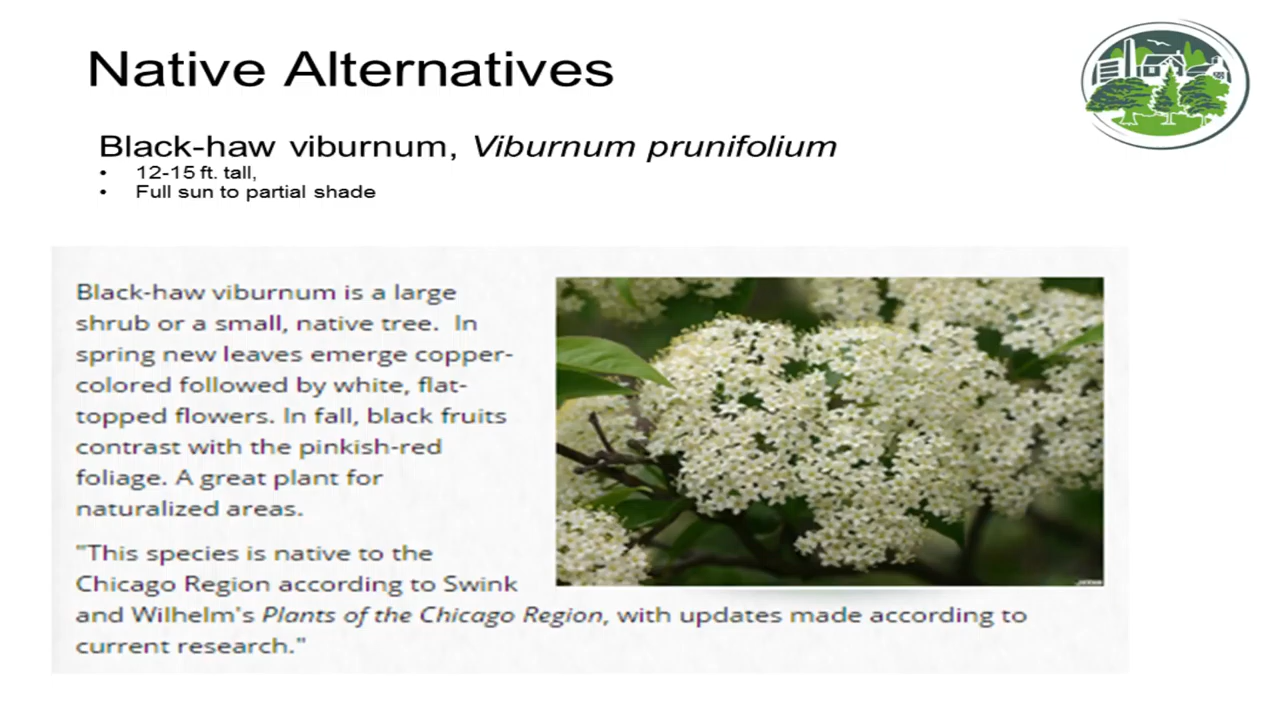 Native Alternatives
Black-haw viburnum, Viburnum prunifolium
• 12-15 ft. tall,
• Full sun to partial shade
Black-haw viburnum is a large
shrub or a small, native tree.  In
spring new leaves emerge copper-
colored followed by white, flat-
topped flowers. In fall, black fruits
contrast with the pinkish-red
foliage. A great plant for
naturalized areas.
"This species is native to the
Chicago Region according to Swink
and Wilhelm's Plants of the Chicago Region, with updates made according to
current research."